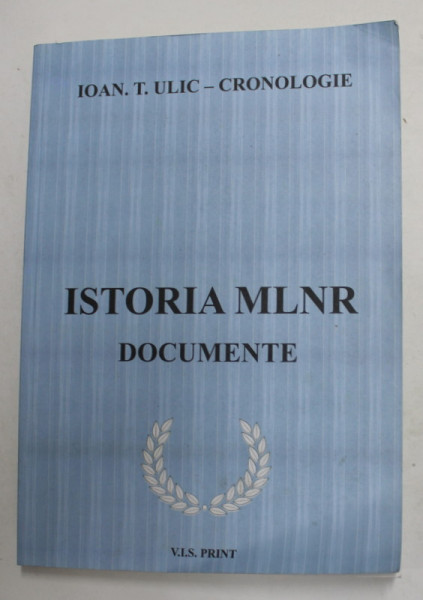 IOAN. T. ULIC – CRONOLOGIE
ISTORIA MLNR
DOCUMENTE
V.I.S. PRINT